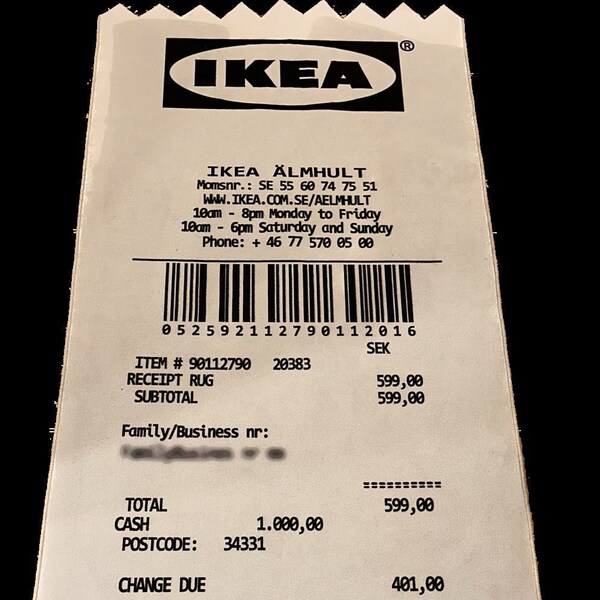 IKEA®
IKEA ÄLMHULT
Momsnr.: SE 55 60 74 75 51
WWW.IKEA.COM.SE/AELMHULT
10am - 8pm Monday to Friday
10am - 6pm Saturday and Sunday
Phone: + 46 77 570 05 00
05259211279011 2016
SEK
ITEM # 90112790 20383
RECEIPT RUG 599,00
SUBTOTAL 599,00
Family/Business nr:
==========
TOTAL 599,00
CASH 1.000,00
POSTCODE: 34331
CHANGE DUE 401,00